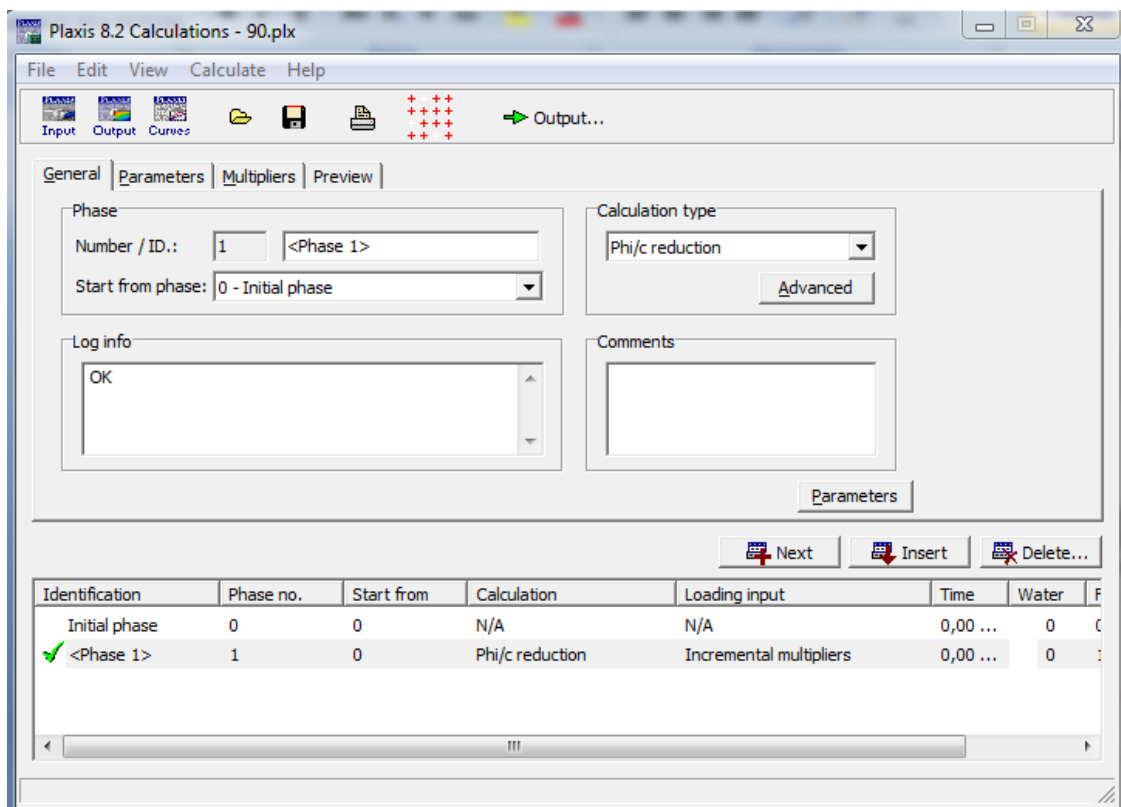 Plaxis 8.2 Calculations - 90.plx
File Edit View Calculate Help
PLAXIS PLAXIS PLAXIS
Input Output Curves Output...
General Parameters Multipliers Preview
Phase Calculation type
Number / ID.: 1 <Phase 1> Phi/c reduction
Start from phase: 0 - Initial phase Advanced
Log info Comments
OK
Parameters
Next Insert Delete...
Identification Phase no. Start from Calculation Loading input Time Water
Initial phase 0 0 N/A N/A 0,00 ... 0
<Phase 1> 1 0 Phi/c reduction Incremental multipliers 0,00 ... 0